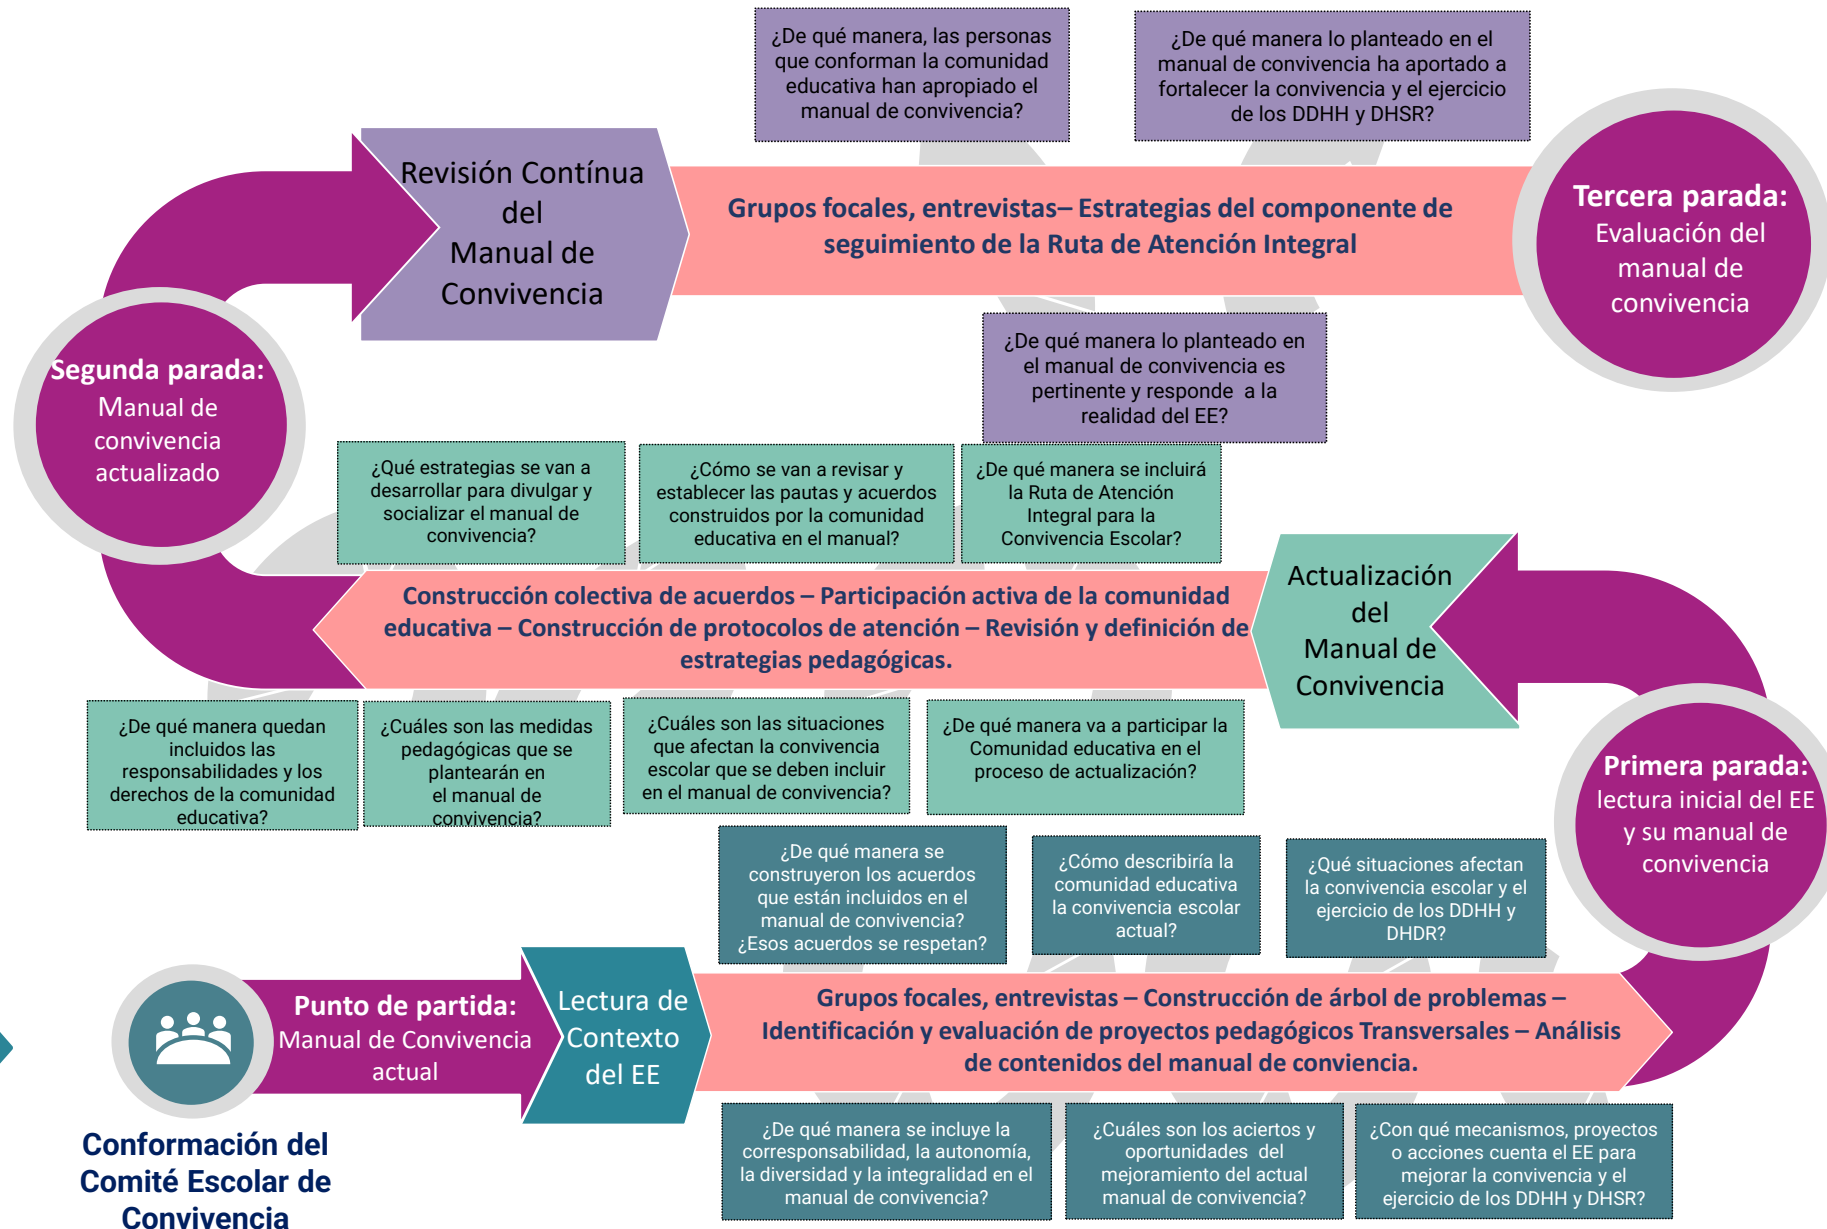 ¿De qué manera, las personas
que conforman la comunidad
educativa han apropiado el
manual de convivencia?
¿De qué manera lo planteado en el
manual de convivencia ha aportado a
fortalecer la convivencia y el ejercicio
de los DDHH y DHSR?
Revisión Contínua
del
Manual de
Convivencia
Grupos focales, entrevistas– Estrategias del componente de
seguimiento de la Ruta de Atención Integral
Tercera parada:
Evaluación del
manual de
convivencia
¿De qué manera lo planteado en
el manual de convivencia es
pertinente y responde  a la
realidad del EE?
Segunda parada:
Manual de
convivencia
actualizado
¿Qué estrategias se van a
desarrollar para divulgar y
socializar el manual de
convivencia?
¿Cómo se van a revisar y
establecer las pautas y acuerdos
construidos por la comunidad
educativa en el manual?
¿De qué manera se incluirá
la Ruta de Atención
Integral para la
Convivencia Escolar?
Construcción colectiva de acuerdos – Participación activa de la comunidad
educativa – Construcción de protocolos de atención – Revisión y definición de
estrategias pedagógicas.
Actualización
del
Manual de
Convivencia
¿De qué manera quedan
incluidos las
responsabilidades y los
derechos de la comunidad
educativa?
¿Cuáles son las medidas
pedagógicas que se
plantearán en
el manual de
convivencia?
¿Cuáles son las situaciones
que afectan la convivencia
escolar que se deben incluir
en el manual de convivencia?
¿De qué manera va a participar la
Comunidad educativa en el
proceso de actualización?
Primera parada:
lectura inicial del EE
y su manual de
convivencia
¿De qué manera se
construyeron los acuerdos
que están incluidos en el
manual de convivencia?
¿Esos acuerdos se respetan?
¿Cómo describiría la
comunidad educativa
la convivencia escolar
actual?
¿Qué situaciones afectan
la convivencia escolar y el
ejercicio de los DDHH y
DHDR?
Punto de partida:
Manual de Convivencia
actual
Lectura de
Contexto
del EE
Grupos focales, entrevistas – Construcción de árbol de problemas –
Identificación y evaluación de proyectos pedagógicos Transversales – Análisis
de contenidos del manual de conviencia.
Conformación del
Comité Escolar de
Convivencia
¿De qué manera se incluye la
corresponsabilidad, la autonomía,
la diversidad y la integralidad en el
manual de convivencia?
¿Cuáles son los aciertos y
oportunidades  del
mejoramiento del actual
manual de convivencia?
¿Con qué mecanismos, proyectos
o acciones cuenta el EE para
mejorar la convivencia y el
ejercicio de los DDHH y DHSR?